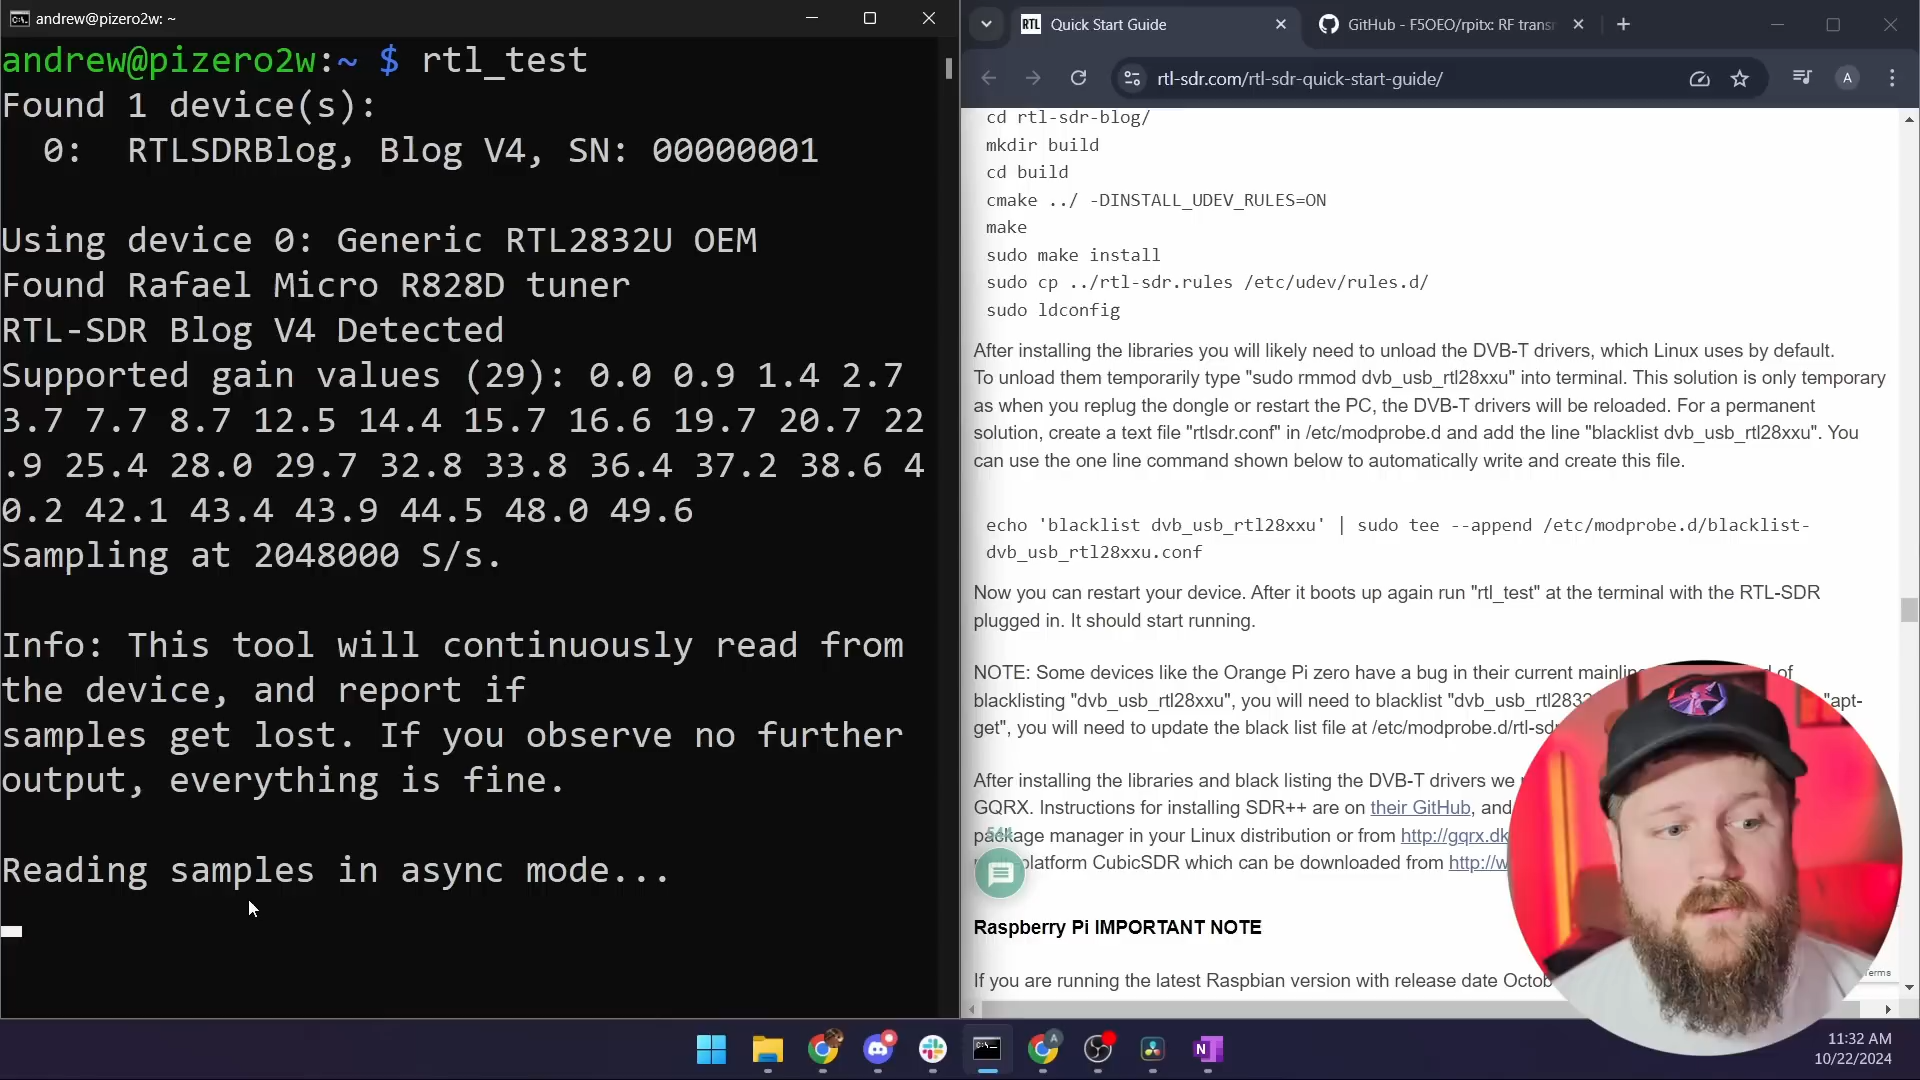 andrew@pizero2w: ~
andrew@pizero2w:~ $ rtl_test
Found 1 device(s):
0: RTLSDRBlog, Blog V4, SN: 00000001
Using device 0: Generic RTL2832U OEM
Found Rafael Micro R828D tuner
RTL-SDR Blog V4 Detected
Supported gain values (29): 0.0 0.9 1.4 2.7
3.7 7.7 8.7 12.5 14.4 15.7 16.6 19.7 20.7 22
.9 25.4 28.0 29.7 32.8 33.8 36.4 37.2 38.6 4
0.2 42.1 43.4 43.9 44.5 48.0 49.6
Sampling at 2048000 S/s.
Info: This tool will continuously read from
the device, and report if
samples get lost. If you observe no further
output, everything is fine.
Reading samples in async mode...
RTL Quick Start Guide
GitHub - F5OEO/rpitx: RF trans
rtl-sdr.com/rtl-sdr-quick-start-guide/
A
cd rtl-sdr-blog/
mkdir build
cd build
cmake ../ -DINSTALL_UDEV_RULES=ON
make
sudo make install
sudo cp ../rtl-sdr.rules /etc/udev/rules.d/
sudo ldconfig
After installing the libraries you will likely need to unload the DVB-T drivers, which Linux uses by default.
To unload them temporarily type "sudo rmmod dvb_usb_rtl28xxu" into terminal. This solution is only temporary
as when you replug the dongle or restart the PC, the DVB-T drivers will be reloaded. For a permanent
solution, create a text file "rtlsdr.conf" in /etc/modprobe.d and add the line "blacklist dvb_usb_rtl28xxu". You
can use the one line command shown below to automatically write and create this file.
echo 'blacklist dvb_usb_rtl28xxu' | sudo tee --append /etc/modprobe.d/blacklist-
dvb_usb_rtl28xxu.conf
Now you can restart your device. After it boots up again run "rtl_test" at the terminal with the RTL-SDR
plugged in. It should start running.
NOTE: Some devices like the Orange Pi zero have a bug in their current mainline of
blacklisting "dvb_usb_rtl28xxu", you will need to blacklist "dvb_usb_rtl283 "apt-
get", you will need to update the black list file at /etc/modprobe.d/rtl-sd
After installing the libraries and black listing the DVB-T drivers we
GQRX. Instructions for installing SDR++ are on their GitHub, and
package manager in your Linux distribution or from http://gqrx.dk
platform CubicSDR which can be downloaded from http://w
544
Raspberry Pi IMPORTANT NOTE
If you are running the latest Raspbian version with release date Octob
Terms
11:32 AM
10/22/2024